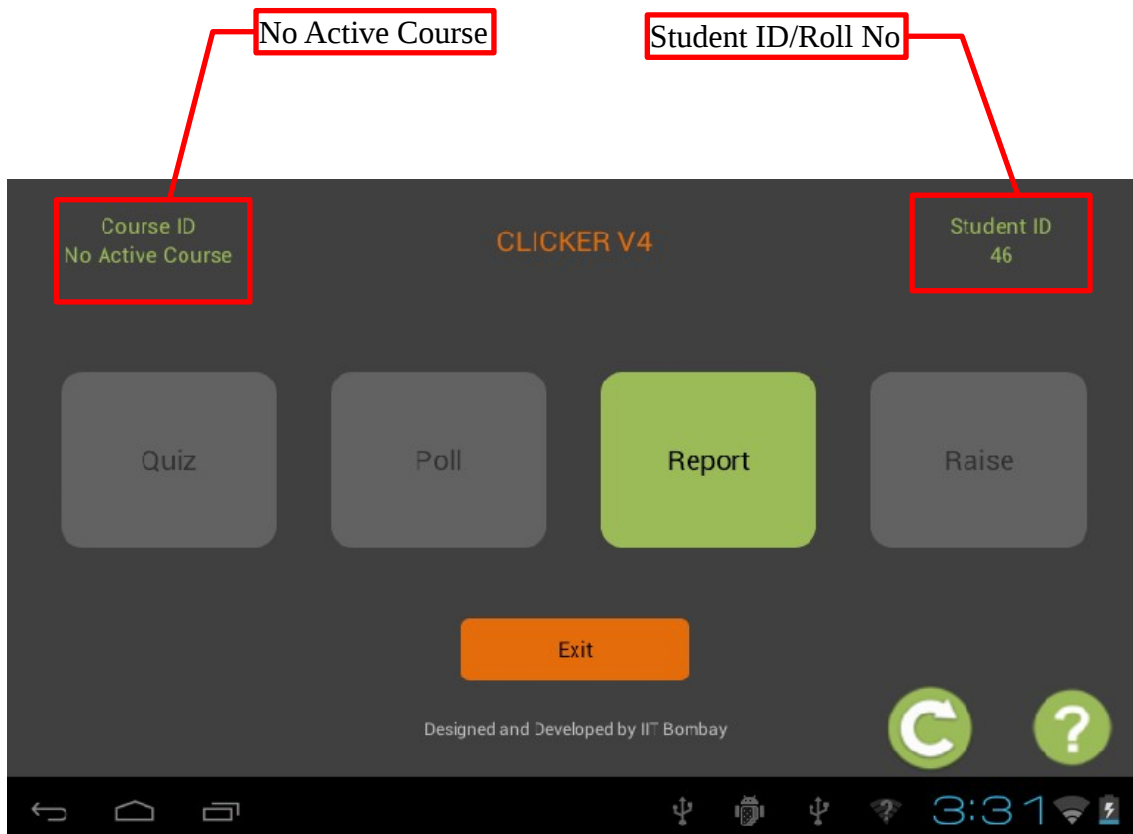 No Active Course
Student ID/Roll No
Course ID
No Active Course
CLICKER V4
Student ID
46
Quiz
Poll
Report
Raise
Exit
Designed and Developed by IIT Bombay
?
3:31